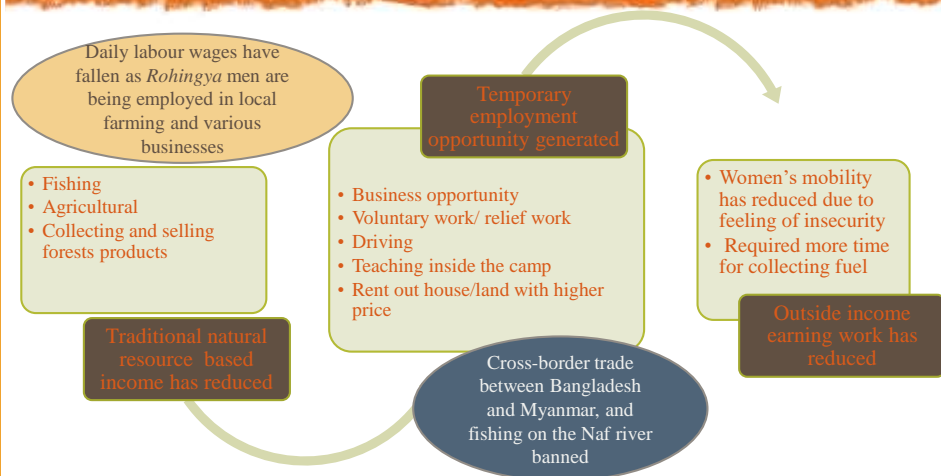 Daily labour wages have
fallen as Rohingya men are
being employed in local
farming and various
businesses
• Fishing
• Agricultural
• Collecting and selling
forests products
Traditional natural
resource based
income has reduced
Temporary
employment
opportunity generated
• Business opportunity
• Voluntary work/ relief work
• Driving
• Teaching inside the camp
• Rent out house/land with higher
price
Cross-border trade
between Bangladesh
and Myanmar, and
fishing on the Naf river
banned
• Women's mobility
has reduced due to
feeling of insecurity
• Required more time
for collecting fuel
Outside income
earning work has
reduced